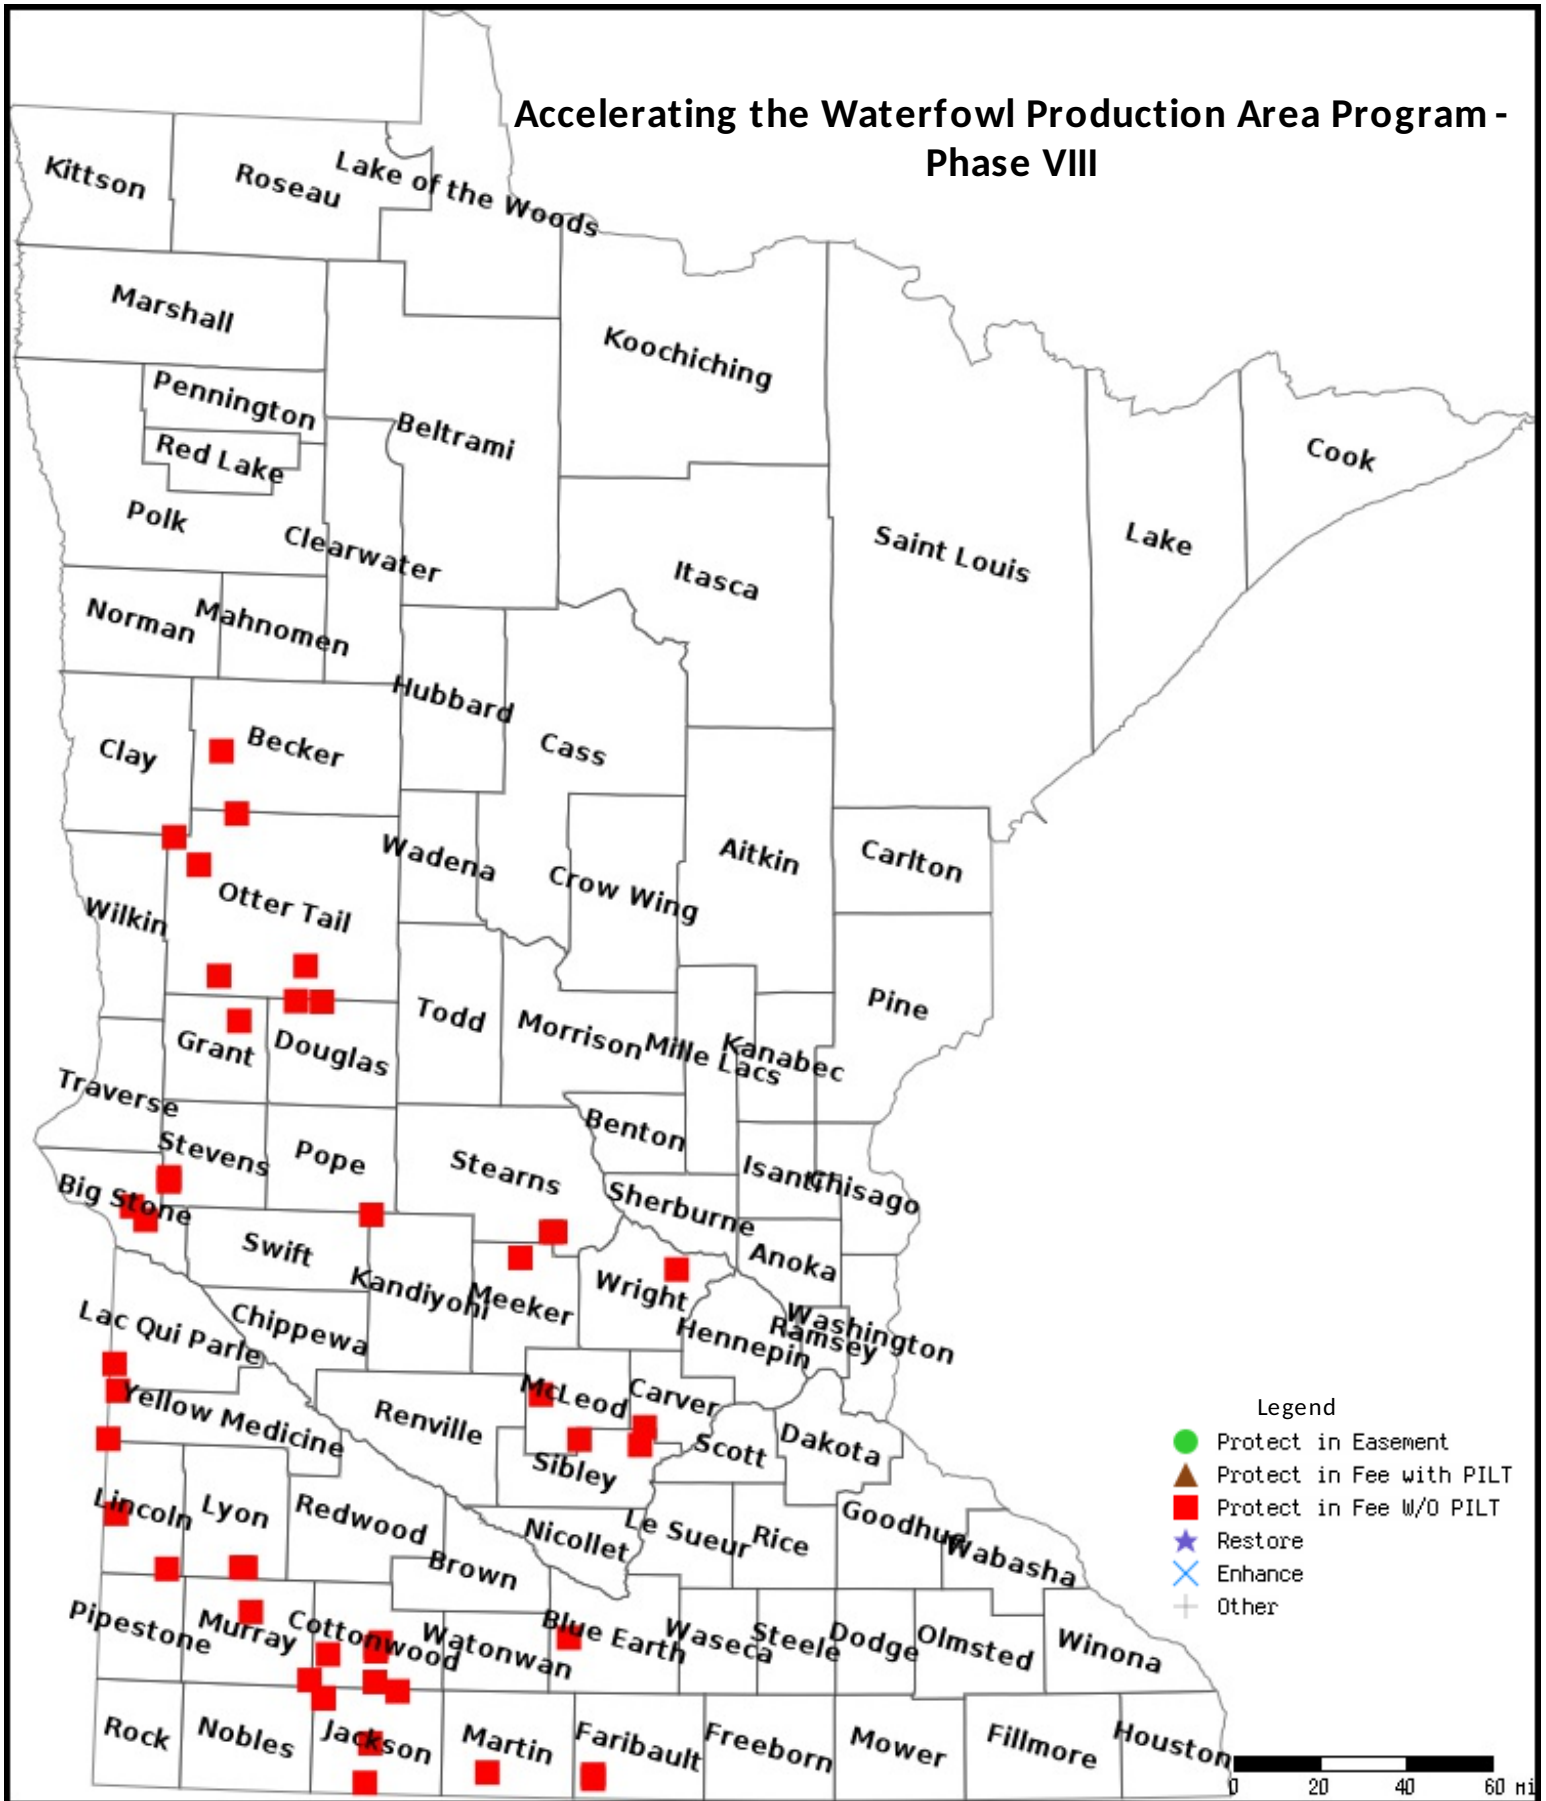 Accelerating the Waterfowl Production Area Program -
Phase VIII
Kittson
Roseau
Lake of the Woods
Marshall
Koochiching
Pennington
Beltrami
Red Lake
Cook
Polk
Clearwater
Saint Louis
Lake
Itasca
Norman
Mahnomen
Hubbard
Clay
Becker
Cass
Wadena
Aitkin
Carlton
Crow Wing
Otter Tail
Wilkin
Todd
Morrison
Mille Lacs
Kanabec
Pine
Grant
Douglas
Traverse
Benton
Stevens
Pope
Stearns
Isanti
Chisago
Big Stone
Sherburne
Swift
Anoka
Kandiyohi
Meeker
Wright
Lac Qui Parle
Chippewa
Hennepin
Ramsey
Washington
McLeod
Carver
Yellow Medicine
Renville
Scott
Dakota
Sibley
Lincoln
Lyon
Redwood
Nicollet
Le Sueur
Rice
Goodhue
Wabasha
Brown
Pipestone
Murray
Cottonwood
Watonwan
Blue Earth
Waseca
Steele
Dodge
Olmsted
Winona
Rock
Nobles
Jackson
Martin
Faribault
Freeborn
Mower
Fillmore
Houston
Legend
Protect in Easement
Protect in Fee with PILT
Protect in Fee W/O PILT
Restore
Enhance
Other
0 20 40 60 mi